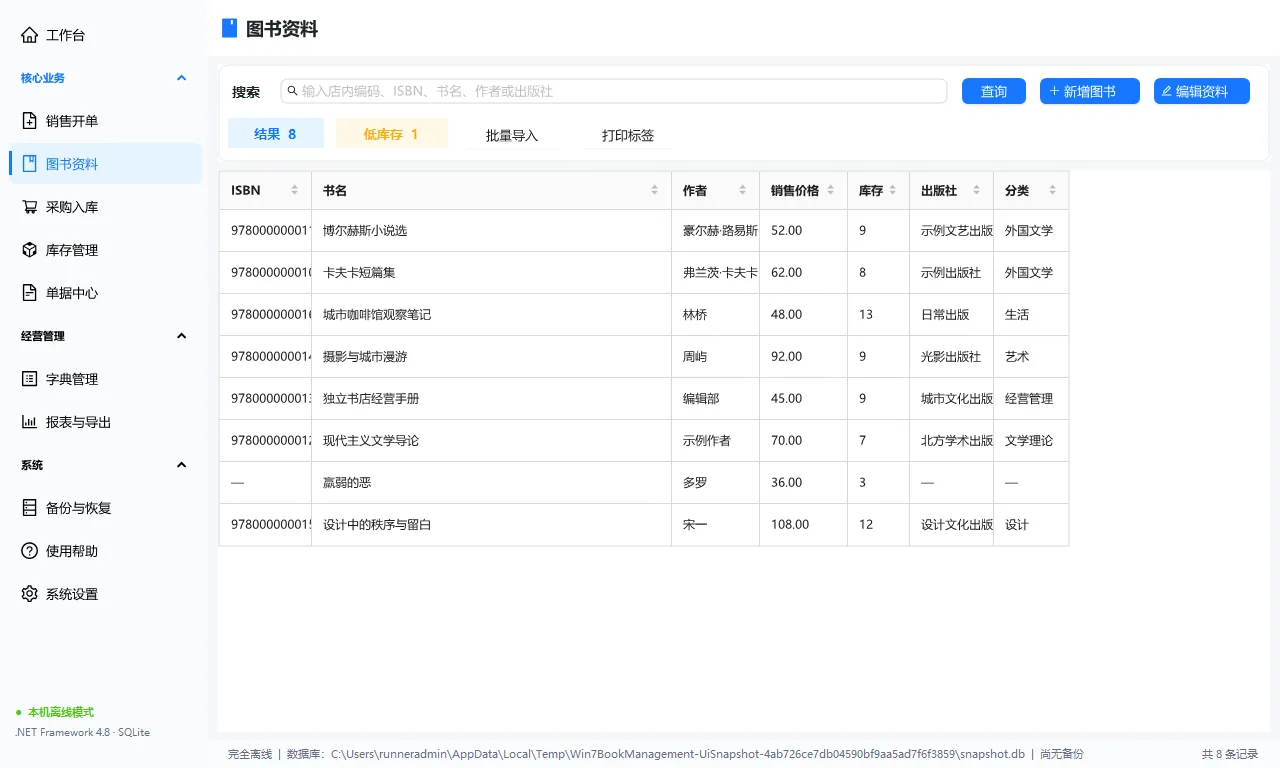 工作台
核心业务
销售开单
图书资料
采购入库
库存管理
单据中心
经营管理
字典管理
报表与导出
系统
备份与恢复
使用帮助
系统设置
本机离线模式
.NET Framework 4.8 · SQLite
图书资料
搜索 输入店内编码、ISBN、书名、作者或出版社 查询 新增图书 编辑资料
结果 8 低库存 1 批量导入 打印标签
ISBN 书名 作者 销售价格 库存 出版社 分类
97800000001 博尔赫斯小说选 豪尔赫·路易斯 52.00 9 示例文艺出版 外国文学
97800000001 卡夫卡短篇集 弗兰茨·卡夫卡 62.00 8 示例出版社 外国文学
97800000001 城市咖啡馆观察笔记 林桥 48.00 13 日常出版 生活
97800000001 摄影与城市漫游 周屿 92.00 9 光影出版社 艺术
97800000001 独立书店经营手册 编辑部 45.00 9 城市文化出版 经营管理
97800000001 现代主义文学导论 示例作者 70.00 7 北方学术出版 文学理论
— 羸弱的恶 多罗 36.00 3 — —
97800000001 设计中的秩序与留白 宋一 108.00 12 设计文化出版 设计
完全离线 | 数据库: C:\Users\runneradmin\AppData\Local\Temp\Win7BookManagement-UiSnapshot-4ab726ce7db04590bf9aa5ad7f6f3859\snapshot.db | 尚无备份 共 8 条记录